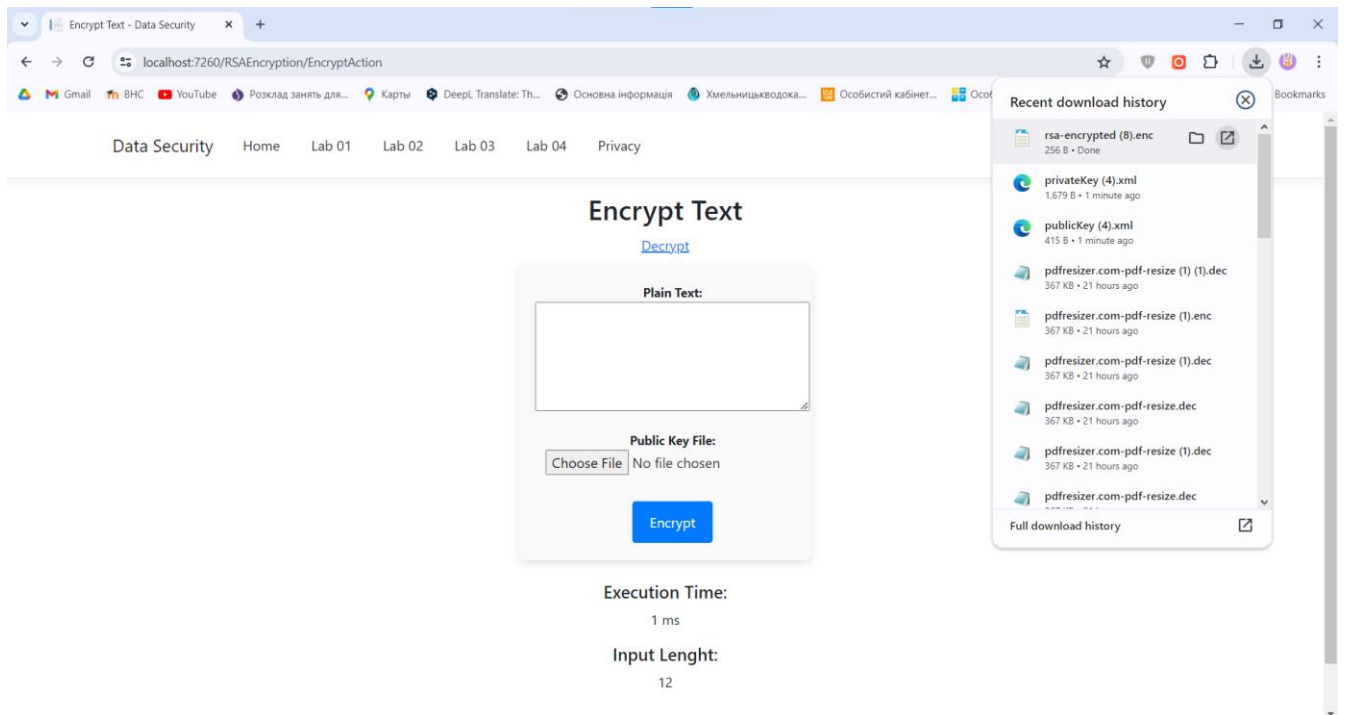 Encrypt Text - Data Security
localhost:7260/RSAEncryption/EncryptAction
Gmail ВНС YouTube Розклад занять для... Карты DeepL Translate: Th... Основна інформація Хмельницькводока... Особистий кабінет... Bookmarks
Data Security Home Lab 01 Lab 02 Lab 03 Lab 04 Privacy
Encrypt Text
Decrypt
Plain Text:
Public Key File:
Choose File No file chosen
Encrypt
Execution Time:
1 ms
Input Lenght:
12
Recent download history
rsa-encrypted (8).enc
256 B • Done
privateKey (4).xml
1,679 B • 1 minute ago
publicKey (4).xml
415 B • 1 minute ago
pdfresizer.com-pdf-resize (1) (1).dec
367 KB • 21 hours ago
pdfresizer.com-pdf-resize (1).enc
367 KB • 21 hours ago
pdfresizer.com-pdf-resize (1).dec
367 KB • 21 hours ago
pdfresizer.com-pdf-resize.dec
367 KB • 21 hours ago
pdfresizer.com-pdf-resize (1).dec
367 KB • 21 hours ago
pdfresizer.com-pdf-resize.dec
Full download history